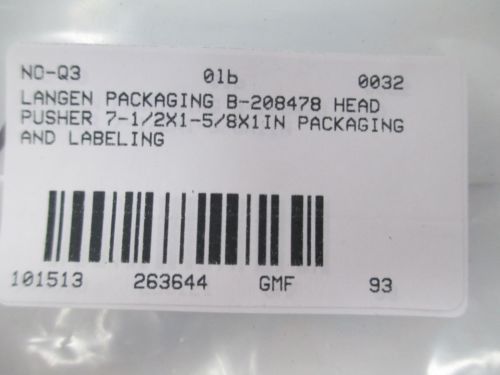 NO-Q3 01b 0032
LANGEN PACKAGING B-208478 HEAD
PUSHER 7-1/2X1-5/8X1IN PACKAGING
AND LABELING
101513 263644 GMF 93